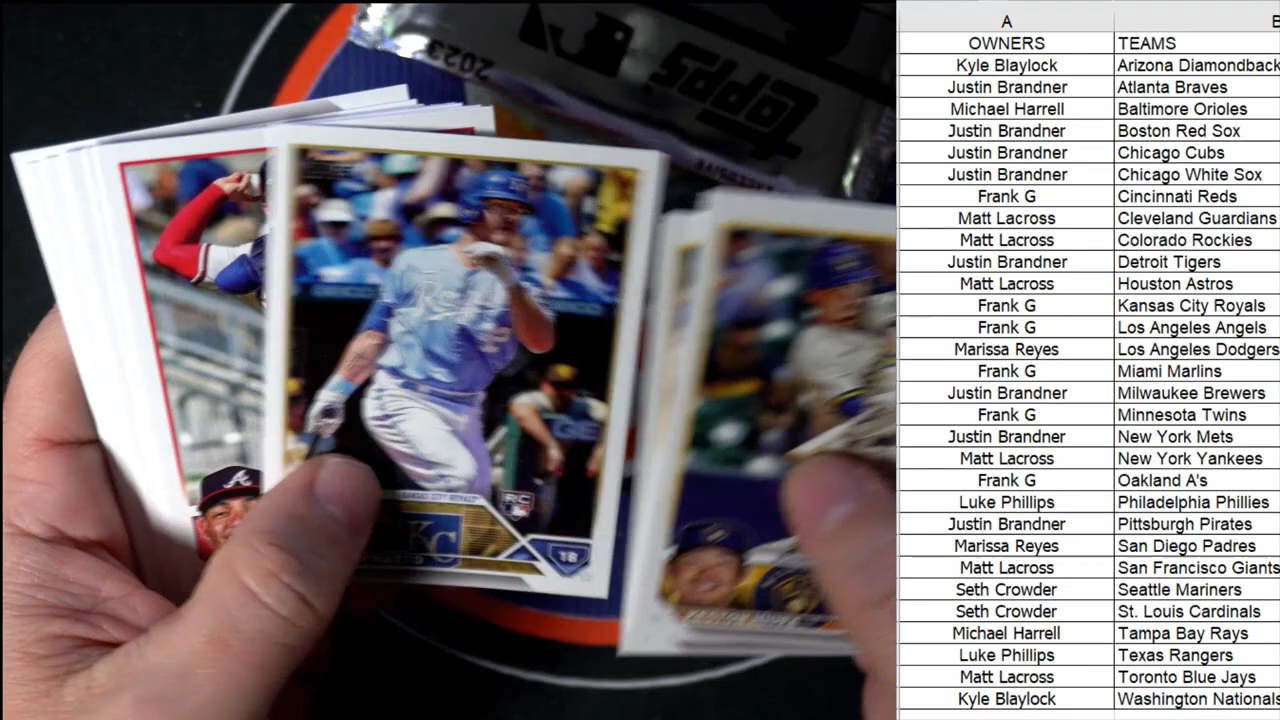 2023
topps
Royals
RC
KC
18
A
B
OWNERS TEAMS
Kyle Blaylock Arizona Diamondback
Justin Brandner Atlanta Braves
Michael Harrell Baltimore Orioles
Justin Brandner Boston Red Sox
Justin Brandner Chicago Cubs
Justin Brandner Chicago White Sox
Frank G Cincinnati Reds
Matt Lacross Cleveland Guardians
Matt Lacross Colorado Rockies
Justin Brandner Detroit Tigers
Matt Lacross Houston Astros
Frank G Kansas City Royals
Frank G Los Angeles Angels
Marissa Reyes Los Angeles Dodgers
Frank G Miami Marlins
Justin Brandner Milwaukee Brewers
Frank G Minnesota Twins
Justin Brandner New York Mets
Matt Lacross New York Yankees
Frank G Oakland A's
Luke Phillips Philadelphia Phillies
Justin Brandner Pittsburgh Pirates
Marissa Reyes San Diego Padres
Matt Lacross San Francisco Giants
Seth Crowder Seattle Mariners
Seth Crowder St. Louis Cardinals
Michael Harrell Tampa Bay Rays
Luke Phillips Texas Rangers
Matt Lacross Toronto Blue Jays
Kyle Blaylock Washington Nationals